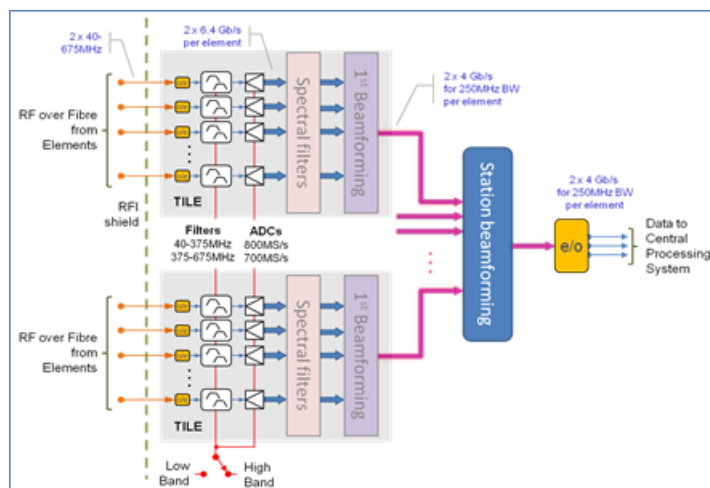 2 x 40-
675MHz
2 x 6.4 Gb/s
per element
2 x 4 Gb/s
for 250MHz BW
per element
RF over Fibre
from
Elements
Spectral filters
1st Beamforming
TILE
RFI
shield
Filters
40-375MHz
375-675MHz
ADCs
800MS/s
700MS/s
Station beamforming
2 x 4 Gb/s
for 250MHz BW
per element
e/o
Data to
Central
Processing
System
RF over Fibre
from
Elements
Spectral filters
1st Beamforming
TILE
Low
Band
High
Band